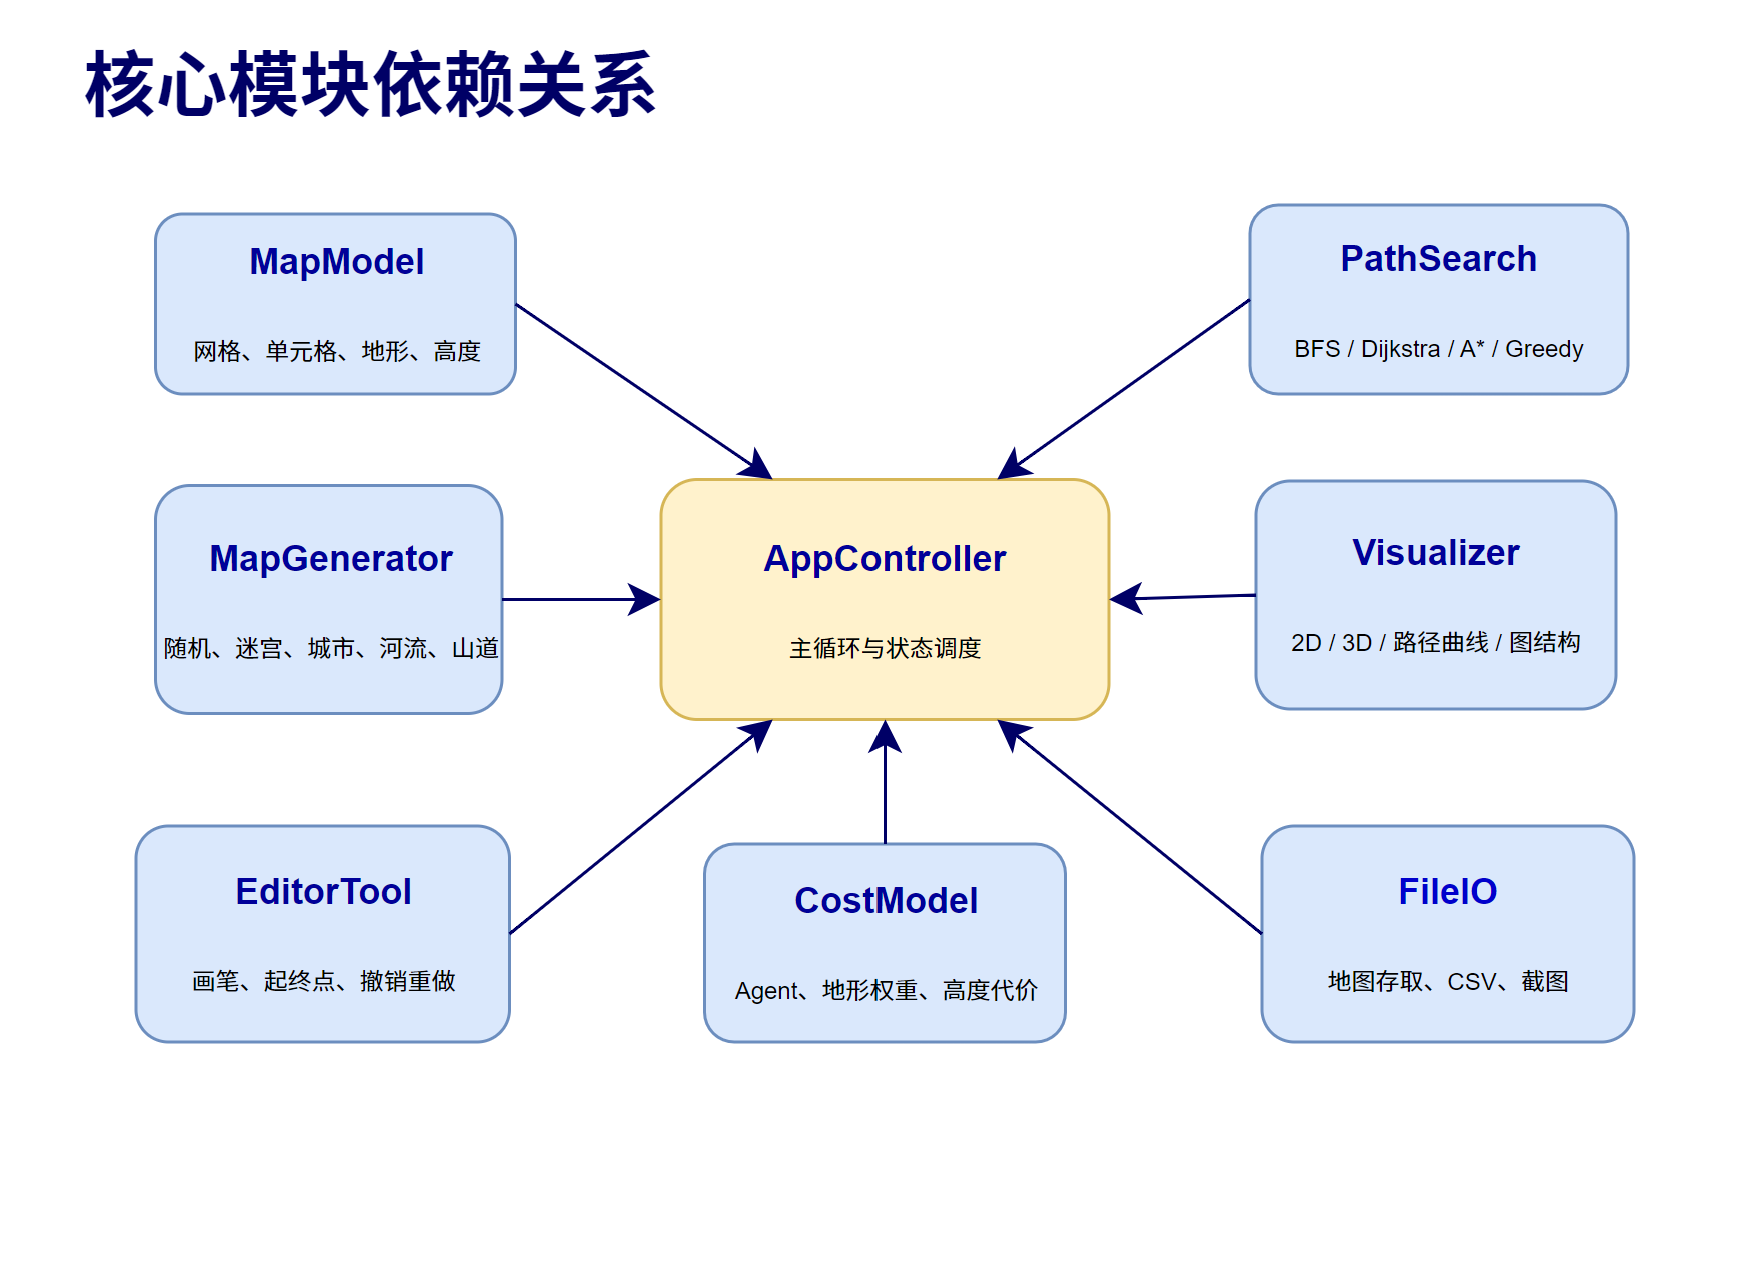 核心模块依赖关系
MapModel
网格、单元格、地形、高度
PathSearch
BFS / Dijkstra / A* / Greedy
MapGenerator
随机、迷宫、城市、河流、山道
AppController
主循环与状态调度
Visualizer
2D / 3D / 路径曲线 / 图结构
EditorTool
画笔、起终点、撤销重做
CostModel
Agent、地形权重、高度代价
FileIO
地图存取、CSV、截图